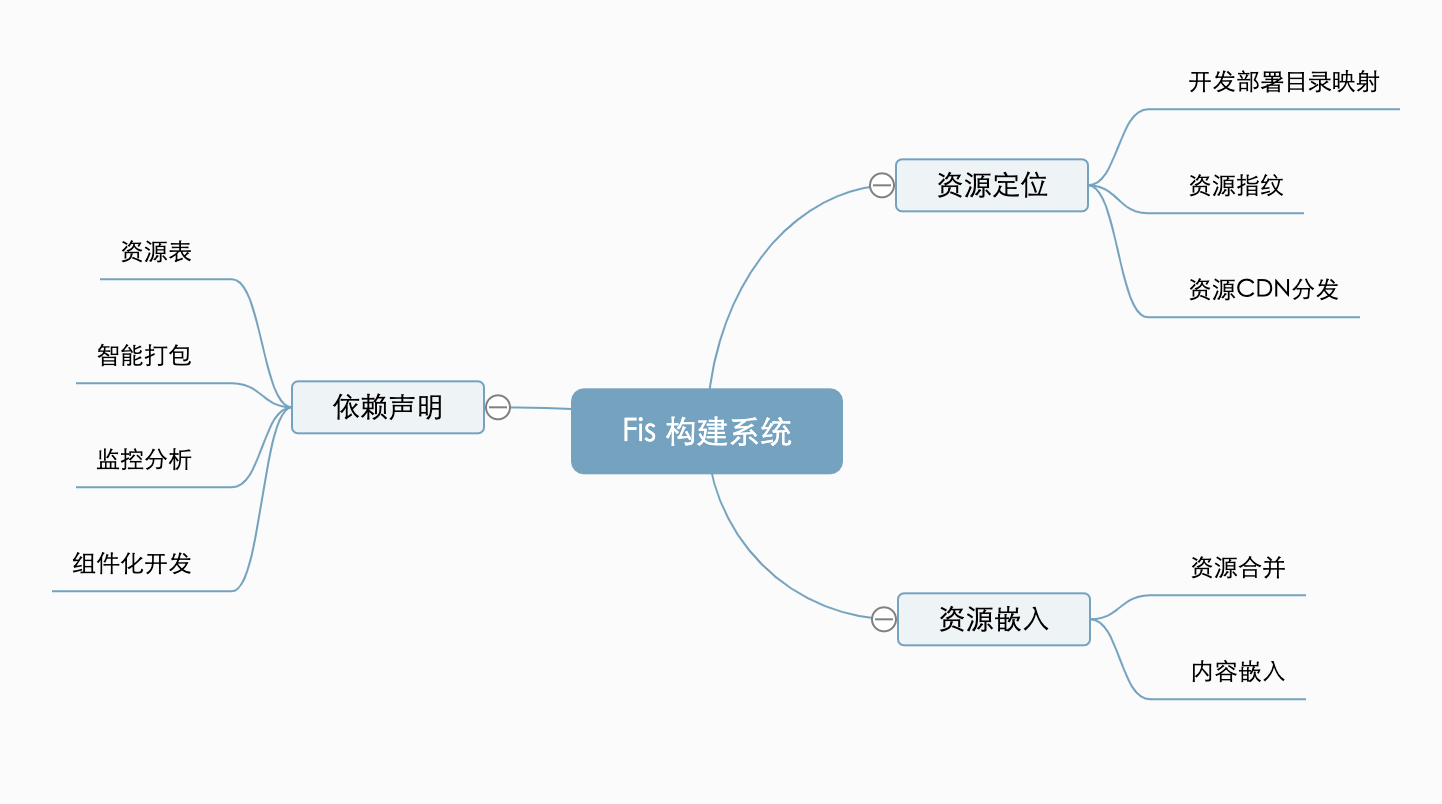 Fis 构建系统
资源定位
开发部署目录映射
资源指纹
资源CDN分发
资源嵌入
资源合并
内容嵌入
依赖声明
资源表
智能打包
监控分析
组件化开发